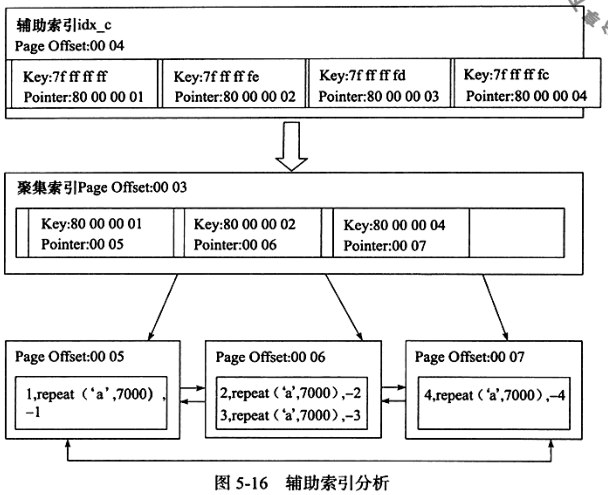 辅助索引idx_c
Page Offset:00 04
Key:7f ff ff ff
Pointer:80 00 00 01
Key:7f ff ff fe
Pointer:80 00 00 02
Key:7f ff ff fd
Pointer:80 00 00 03
Key:7f ff ff fc
Pointer:80 00 00 04
聚集索引Page Offset:00 03
Key:80 00 00 01
Pointer:00 05
Key:80 00 00 02
Pointer:00 06
Key:80 00 00 04
Pointer:00 07
Page Offset:00 05
1,repeat（‘a’,7000）,
-1
Page Offset:00 06
2,repeat（‘a’,7000）,-2
3,repeat（‘a’,7000）,-3
Page Offset:00 07
4,repeat（‘a’,7000）,-4
图 5-16 辅助索引分析